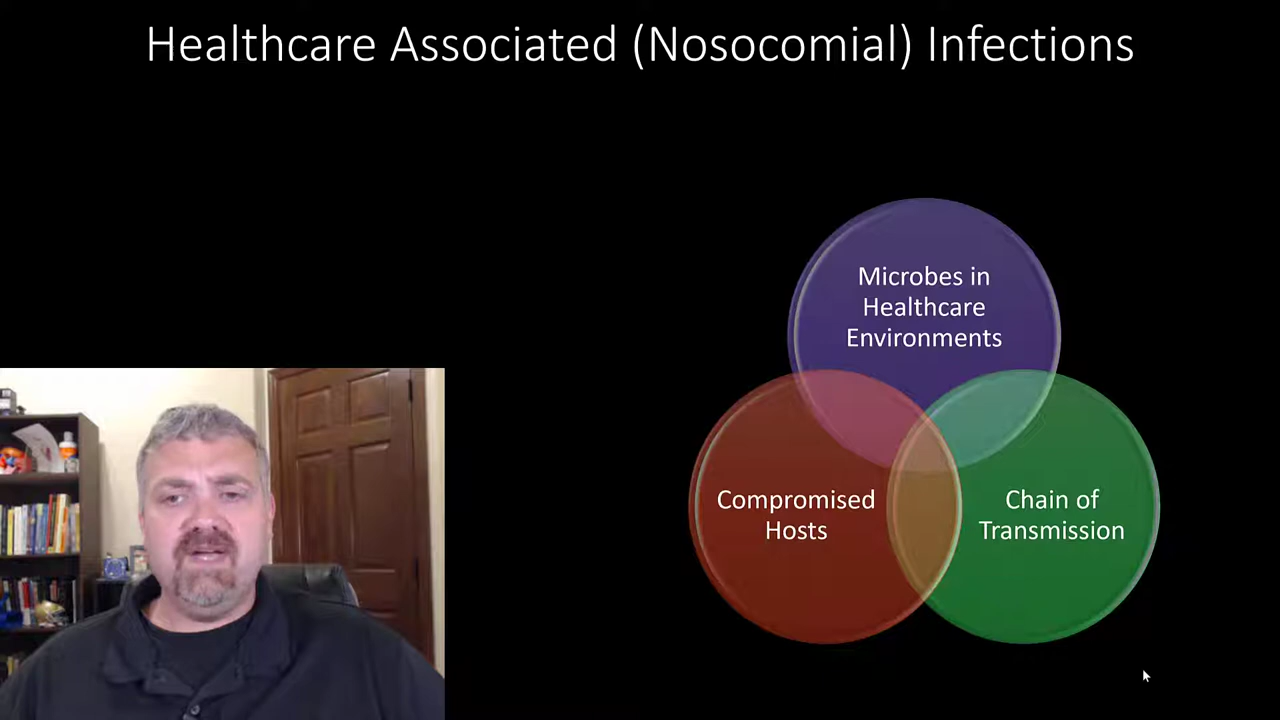 Healthcare Associated (Nosocomial) Infections
Microbes in
Healthcare
Environments
Compromised
Hosts
Chain of
Transmission